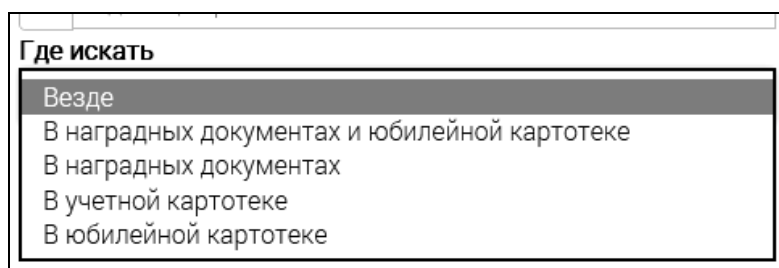 Где искать
Везде
В наградных документах и юбилейной картотеке
В наградных документах
В учетной картотеке
В юбилейной картотеке